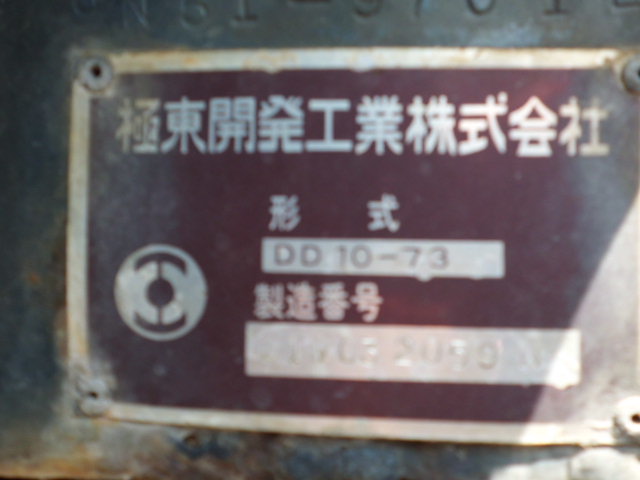 極東開発工業株式会社
形 式
DD10-73
製造番号